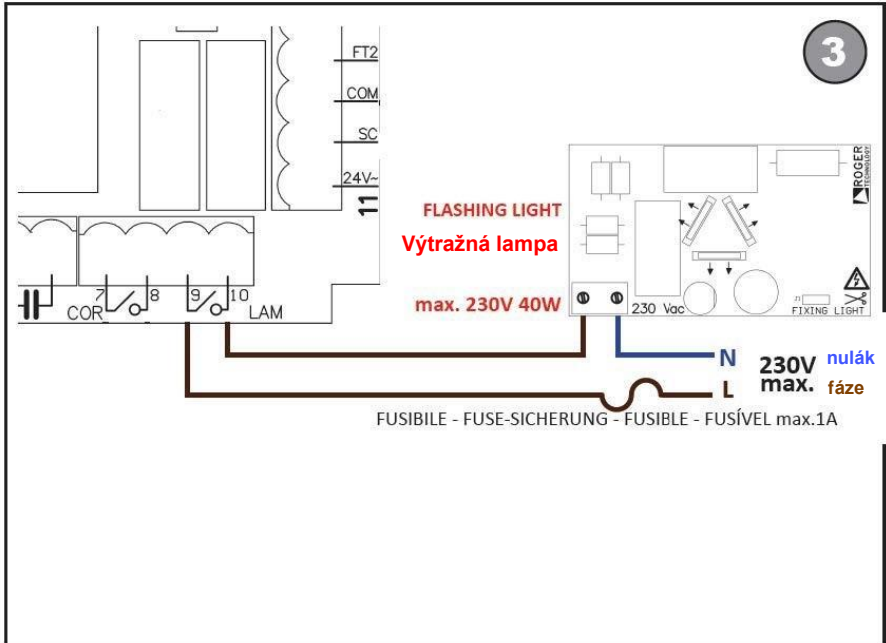 3
FT2
COM
SC
24V~
11
7
8
9
10
COR
LAM
FLASHING LIGHT
Výtražná lampa
max. 230V 40W
ROGER
TECHNOLOGY
230 Vac
FIXING LIGHT
N
nulák
230V
max.
L
fáze
FUSIBILE - FUSE-SICHERUNG - FUSIBLE - FUSÍVEL max.1A